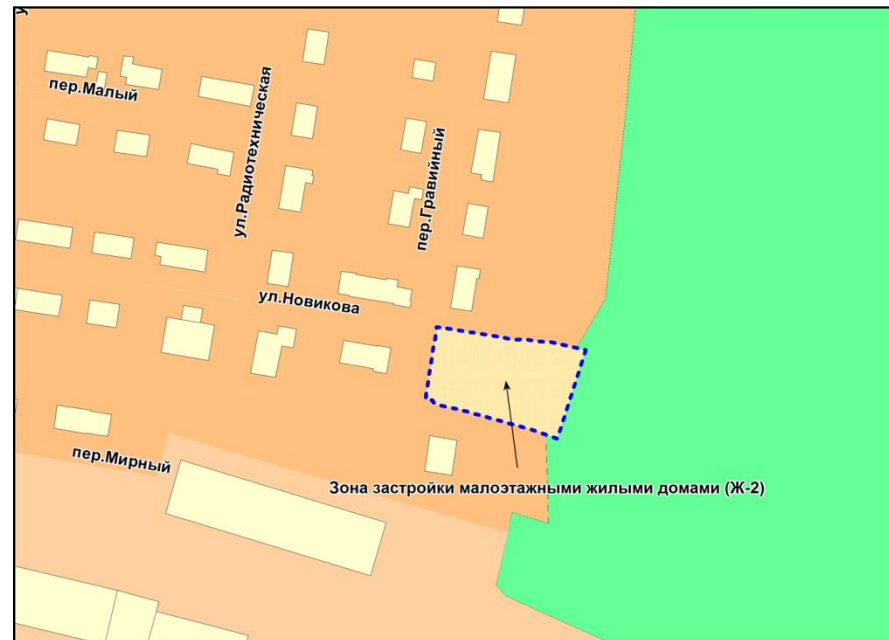 пер.Малый
ул.Радиотехническая
пер.Гравийный
ул.Новикова
пер.Мирный
Зона застройки малоэтажными жилыми домами (Ж-2)